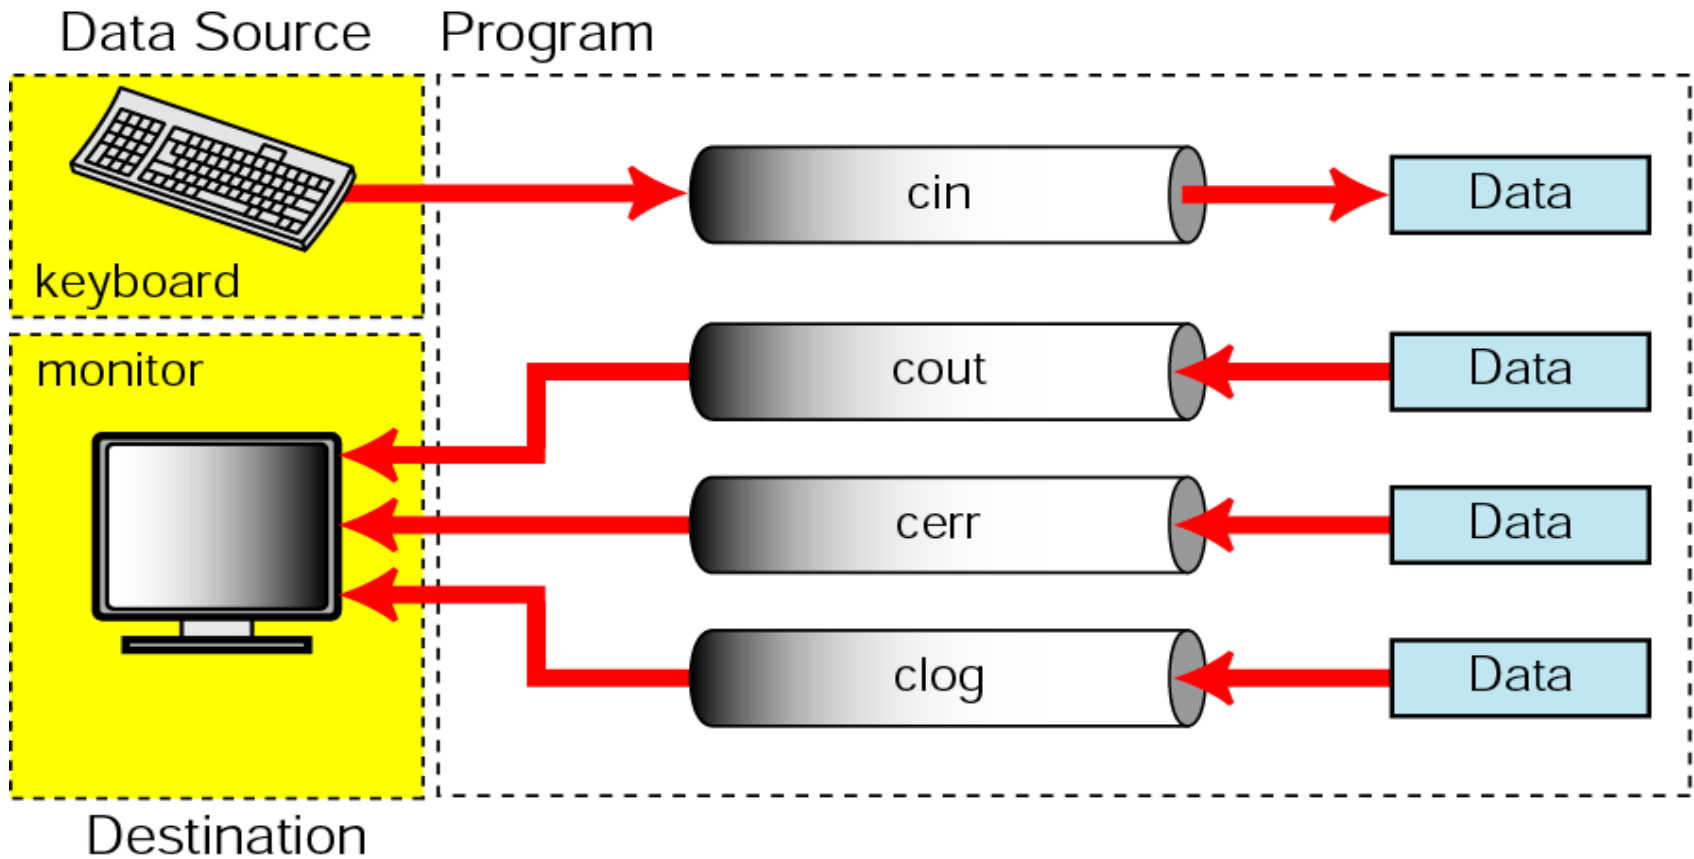 Data Source
Program
keyboard
cin
Data
monitor
cout
Data
cerr
Data
clog
Data
Destination